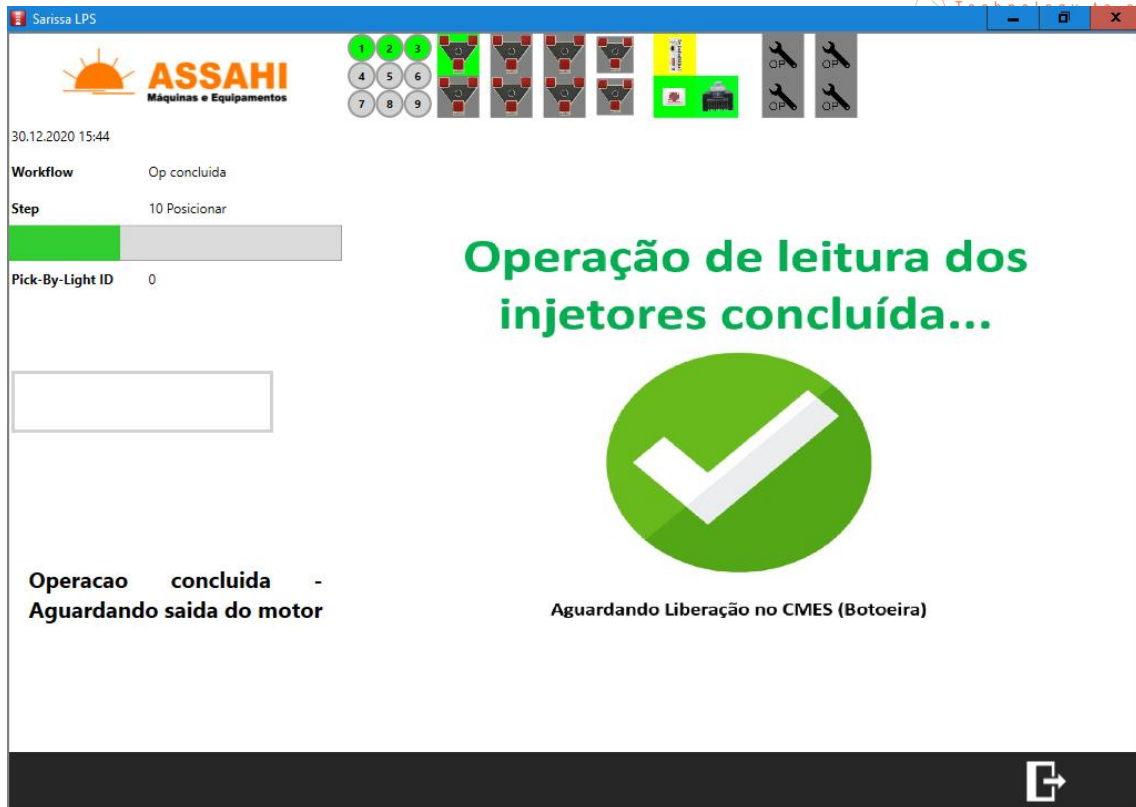 Technology to
Sarissa LPS
ASSAHI
Máquinas e Equipamentos
1 2 3
4 5 6
7 8 9
OP OP
OP OP
30.12.2020 15:44
Workflow Op concluida
Step 10 Posicionar
Pick-By-Light ID 0
Operação de leitura dos
injetores concluída...
Operacao concluida -
Aguardando saida do motor
Aguardando Liberação no CMES (Botoeira)